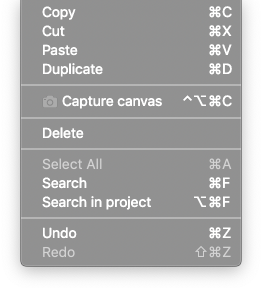 Copy ⌘C
Cut ⌘X
Paste ⌘V
Duplicate ⌘D
Capture canvas ^⌥⌘C
Delete
Select All ⌘A
Search ⌘F
Search in project ⌥⌘F
Undo ⌘Z
Redo ⇧⌘Z